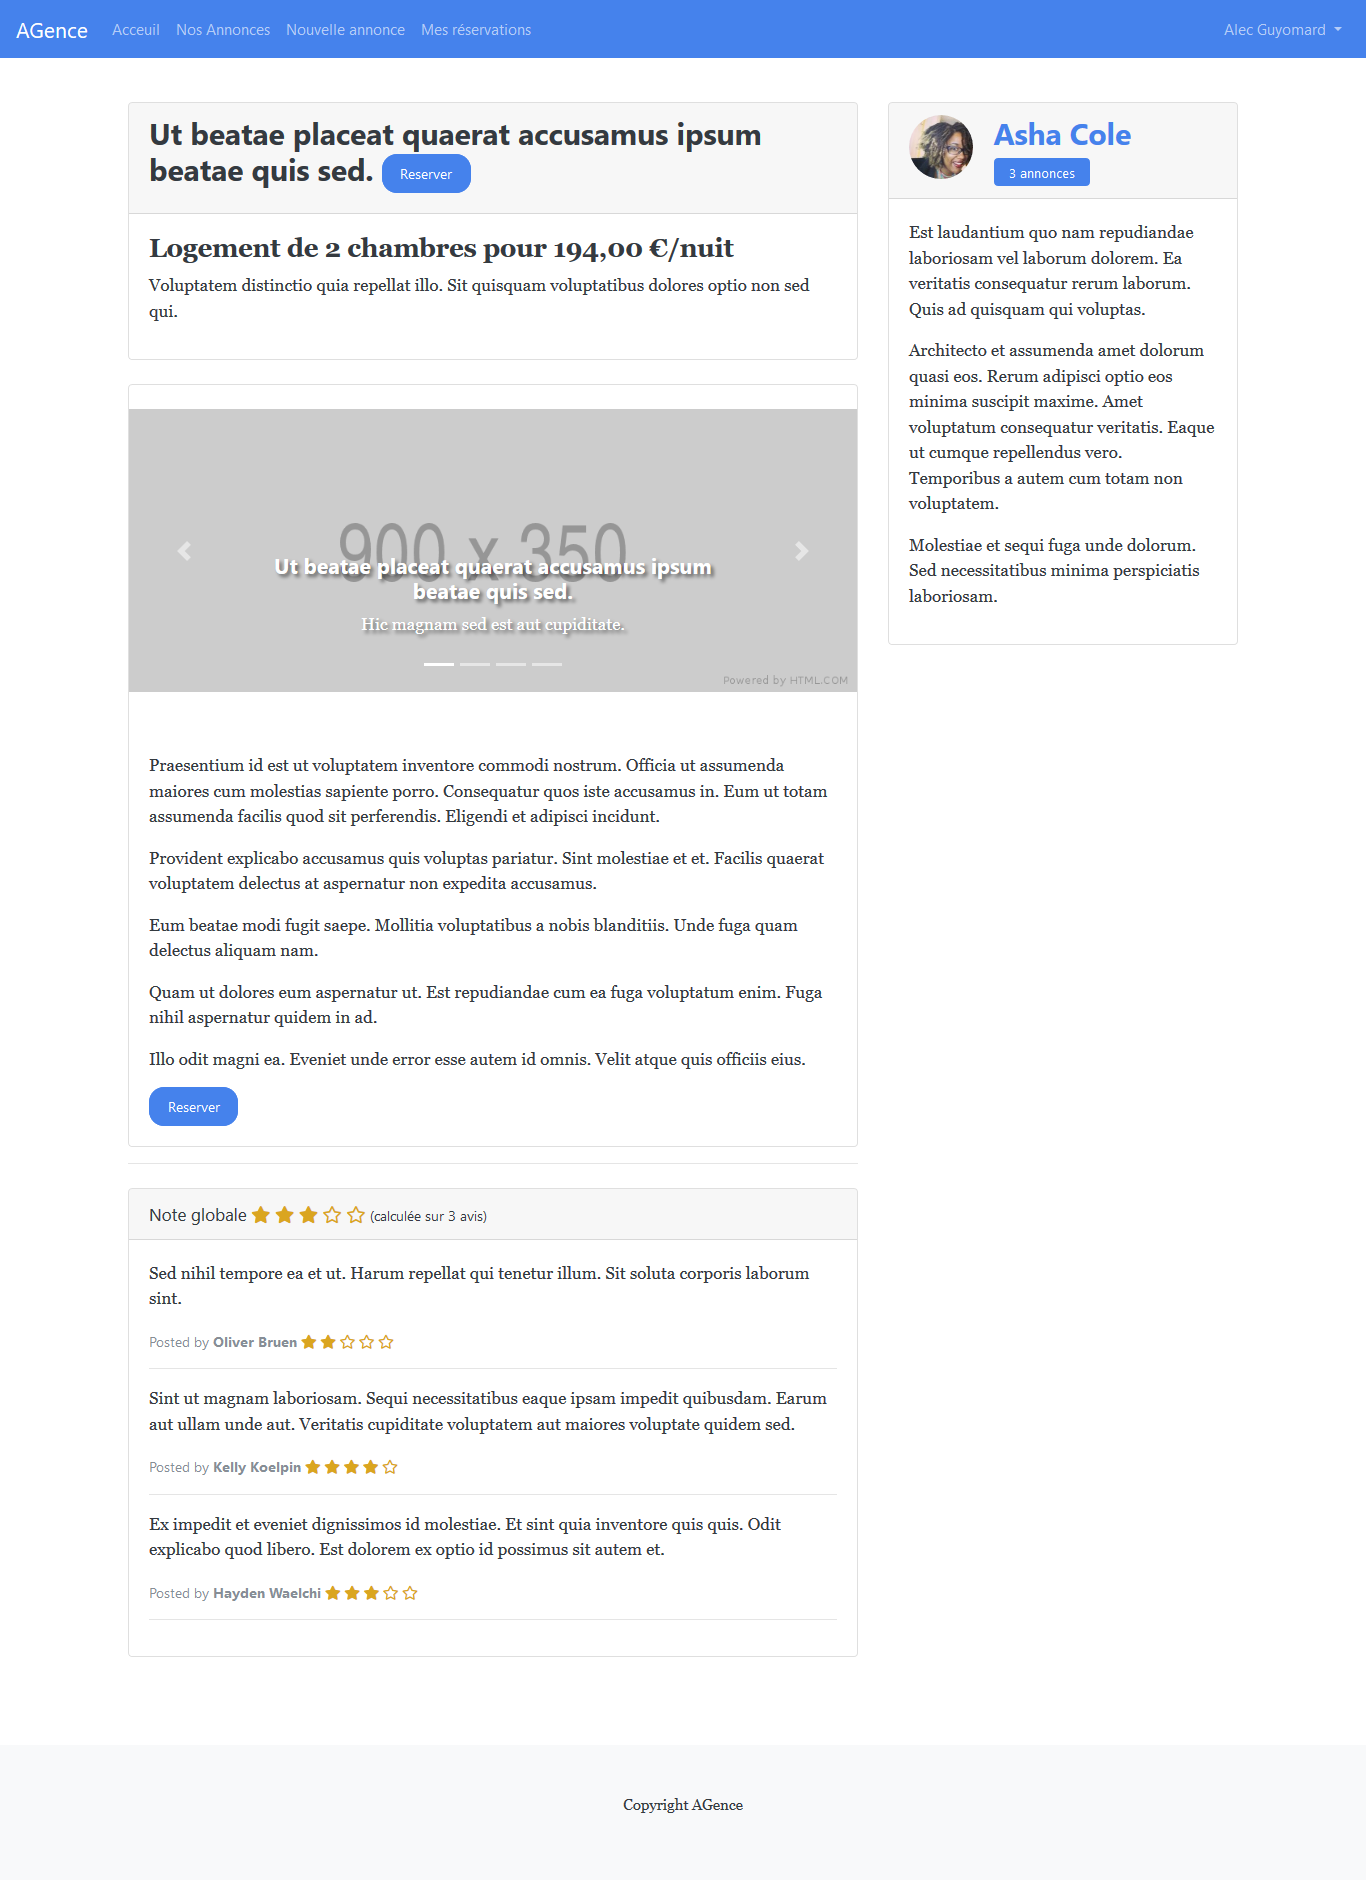 AGence Acceuil Nos Annonces Nouvelle annonce Mes réservations Alec Guyomard
Ut beatae placeat quaerat accusamus ipsum
beatae quis sed. Reserver
Logement de 2 chambres pour 194,00 €/nuit
Voluptatem distinctio quia repellat illo. Sit quisquam voluptatibus dolores optio non sed
qui.
900 x 350
Ut beatae placeat quaerat accusamus ipsum
beatae quis sed.
Hic magnam sed est aut cupiditate.
Powered by HTML.COM
Praesentium id est ut voluptatem inventore commodi nostrum. Officia ut assumenda
maiores cum molestias sapiente porro. Consequatur quos iste accusamus in. Eum ut totam
assumenda facilis quod sit perferendis. Eligendi et adipisci incidunt.
Provident explicabo accusamus quis voluptas pariatur. Sint molestiae et et. Facilis quaerat
voluptatem delectus at aspernatur non expedita accusamus.
Eum beatae modi fugit saepe. Mollitia voluptatibus a nobis blanditiis. Unde fuga quam
delectus aliquam nam.
Quam ut dolores eum aspernatur ut. Est repudiandae cum ea fuga voluptatum enim. Fuga
nihil aspernatur quidem in ad.
Illo odit magni ea. Eveniet unde error esse autem id omnis. Velit atque quis officiis eius.
Reserver
Note globale (calculée sur 3 avis)
Sed nihil tempore ea et ut. Harum repellat qui tenetur illum. Sit soluta corporis laborum
sint.
Posted by Oliver Bruen
Sint ut magnam laboriosam. Sequi necessitatibus eaque ipsam impedit quibusdam. Earum
aut ullam unde aut. Veritatis cupiditate voluptatem aut maiores voluptate quidem sed.
Posted by Kelly Koelpin
Ex impedit et eveniet dignissimos id molestiae. Et sint quia inventore quis quis. Odit
explicabo quod libero. Est dolorem ex optio id possimus sit autem et.
Posted by Hayden Waelchi
Asha Cole
3 annonces
Est laudantium quo nam repudiandae
laboriosam vel laborum dolorem. Ea
veritatis consequatur rerum laborum.
Quis ad quisquam qui voluptas.
Architecto et assumenda amet dolorum
quasi eos. Rerum adipisci optio eos
minima suscipit maxime. Amet
voluptatum consequatur veritatis. Eaque
ut cumque repellendus vero.
Temporibus a autem cum totam non
voluptatem.
Molestiae et sequi fuga unde dolorum.
Sed necessitatibus minima perspiciatis
laboriosam.
Copyright AGence